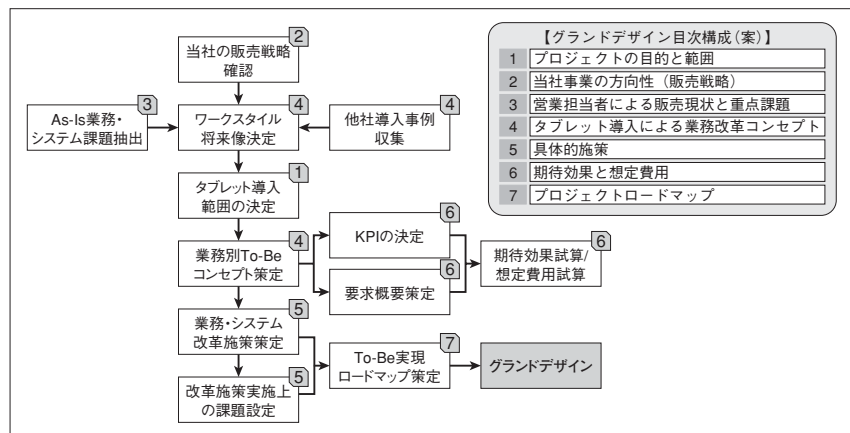 2
当社の販売戦略
確認
3
As-Is業務・
システム課題抽出
4
ワークスタイル
将来像決定
4
他社導入事例
収集
1
タブレット導入
範囲の決定
4
業務別To-Be
コンセプト策定
6
KPIの決定
6
要求概要策定
6
期待効果試算/
想定費用試算
5
業務・システム
改革施策策定
5
改革施策実施上
の課題設定
7
To-Be実現
ロードマップ策定
グランドデザイン
【グランドデザイン目次構成(案)】
1 プロジェクトの目的と範囲
2 当社事業の方向性(販売戦略)
3 営業担当者による販売現状と重点課題
4 タブレット導入による業務改革コンセプト
5 具体的施策
6 期待効果と想定費用
7 プロジェクトロードマップ